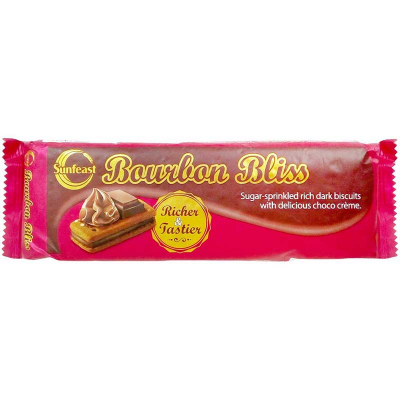 Sunfeast
Bourbon Bliss
Sugar-sprinkled rich dark biscuits
with delicious choco crème.
Richer
&
Tastier
Bourbon Bliss